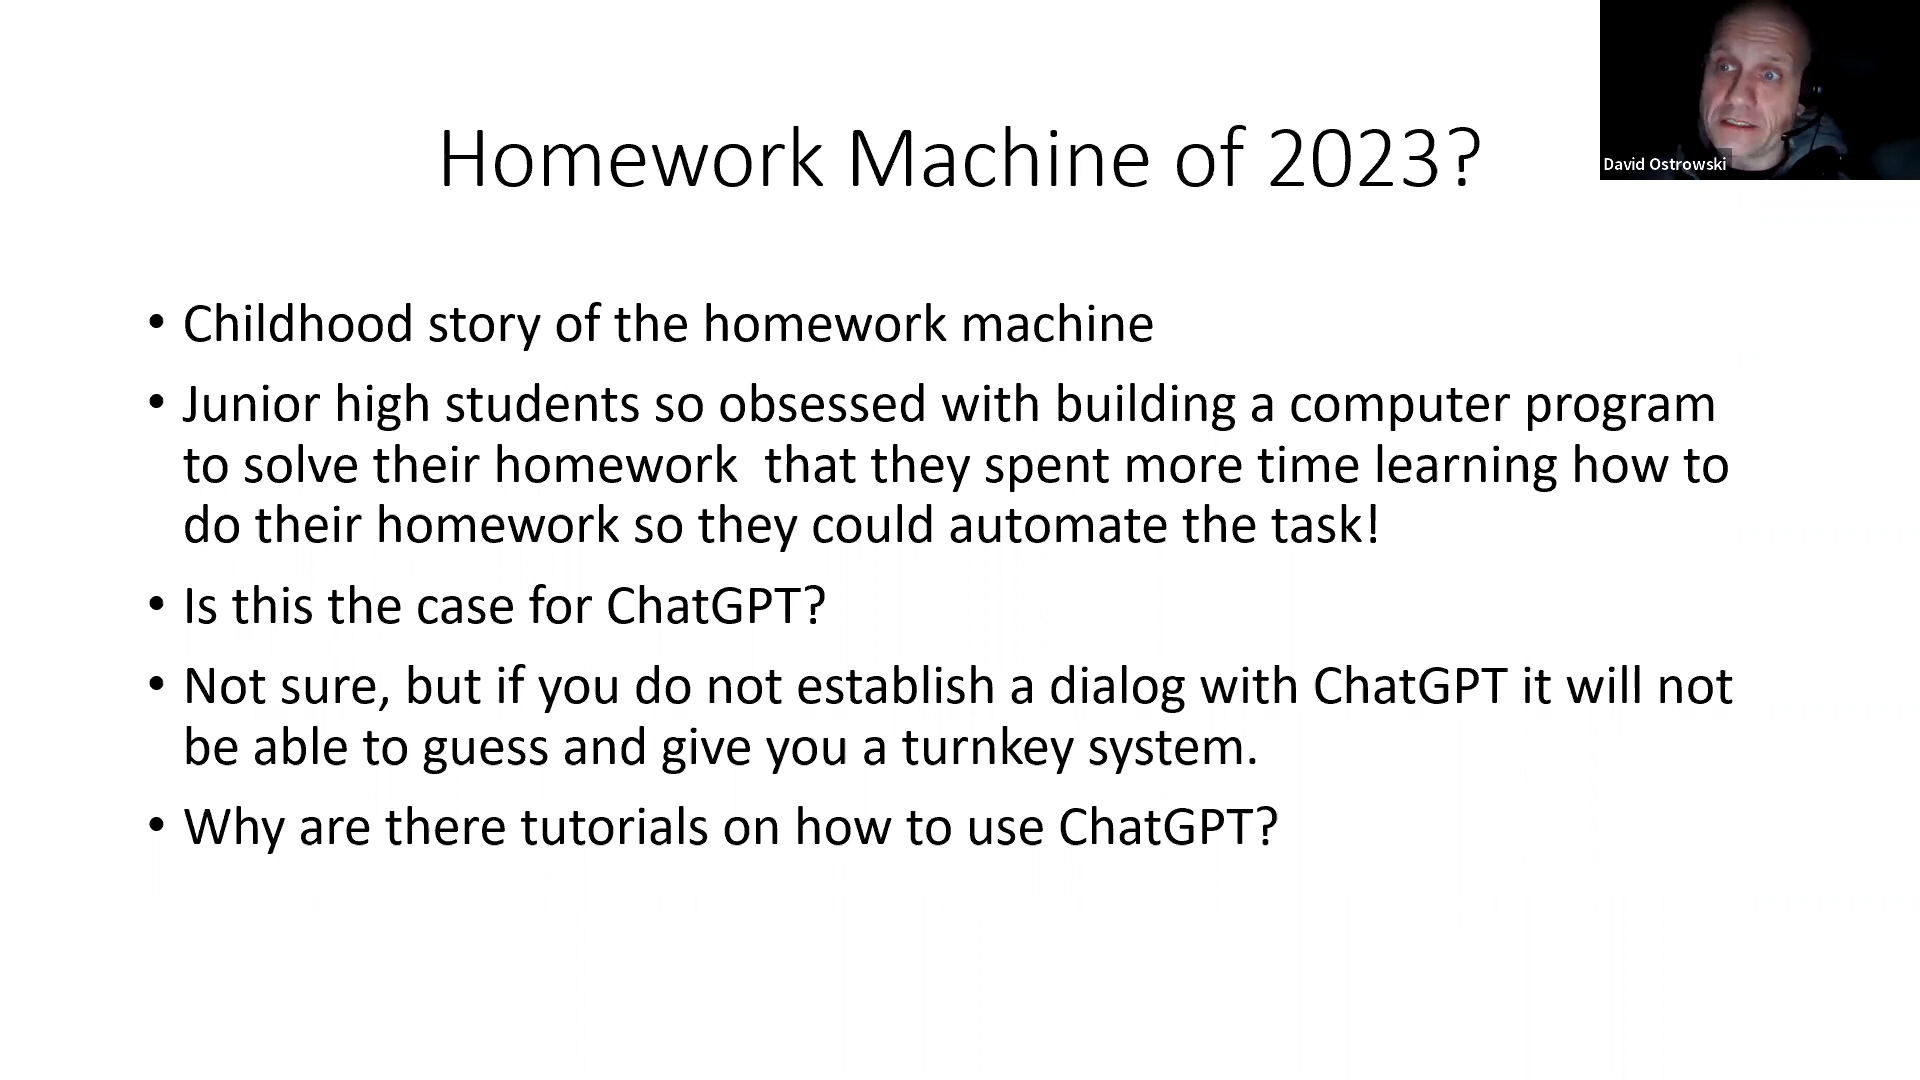 David Ostrowski
Homework Machine of 2023?
• Childhood story of the homework machine
• Junior high students so obsessed with building a computer program
to solve their homework  that they spent more time learning how to
do their homework so they could automate the task!
• Is this the case for ChatGPT?
• Not sure, but if you do not establish a dialog with ChatGPT it will not
be able to guess and give you a turnkey system.
• Why are there tutorials on how to use ChatGPT?